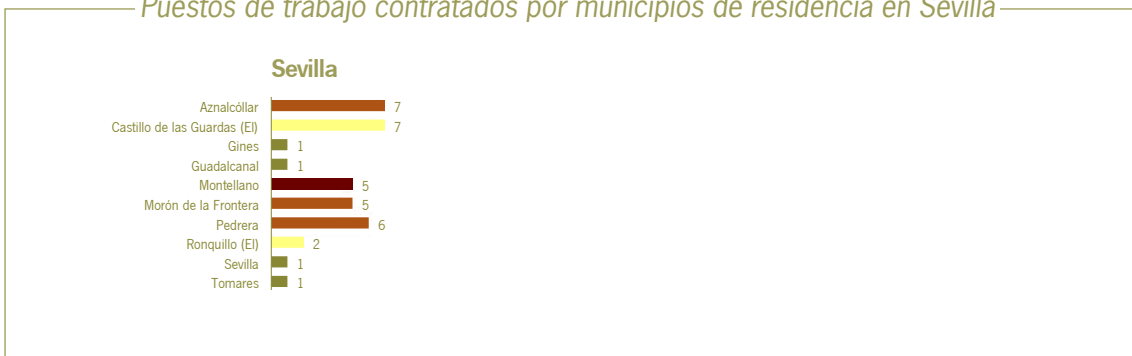 Puestos de trabajo contratados por municipios de residencia en Sevilla
Sevilla
Aznalcóllar 7
Castillo de las Guardas (El) 7
Gines 1
Guadalcanal 1
Montellano 5
Morón de la Frontera 5
Pedrera 6
Ronquillo (El) 2
Sevilla 1
Tomares 1